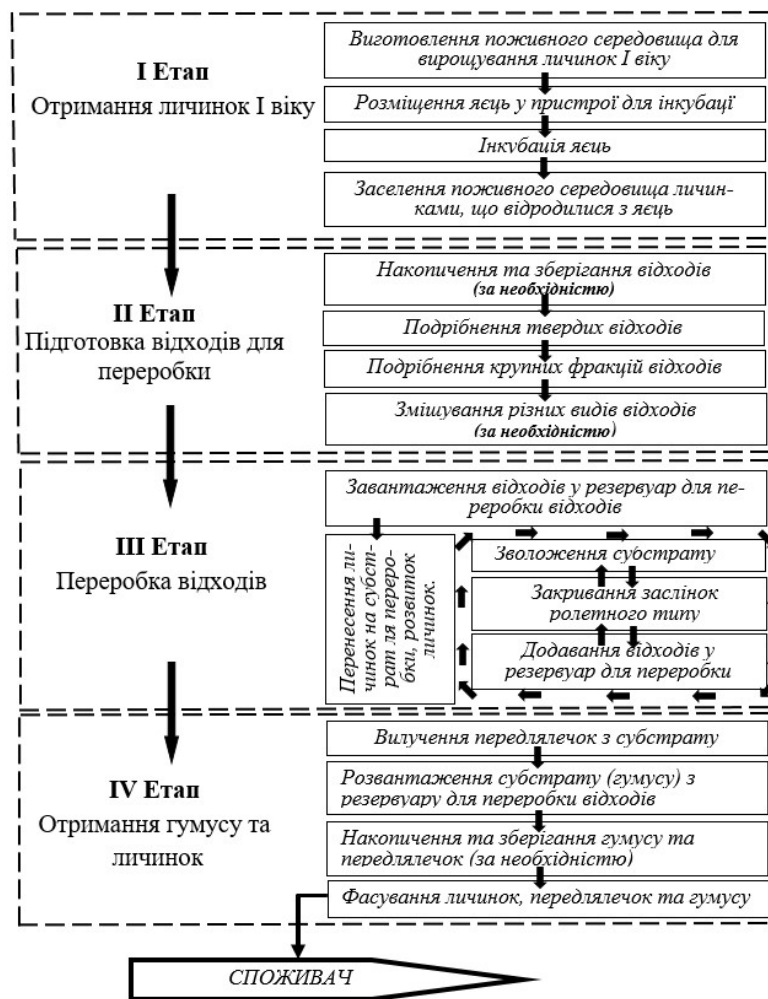 I Етап
Отримання личинок I віку
Виготовлення поживного середовища для
вирощування личинок I віку
Розміщення яєць у пристрої для інкубації
Інкубація яєць
Заселення поживного середовища личин-
ками, що відродилися з яєць
II Етап
Підготовка відходів для
переробки
Накопичення та зберігання відходів
(за необхідністю)
Подрібнення твердих відходів
Подрібнення крупних фракцій відходів
Змішування різних видів відходів
(за необхідністю)
III Етап
Переробка відходів
Завантаження відходів у резервуар для пе-
реробки відходів
Перенесення ли-
чинок на субст-
рат ля переро-
бки, розвиток
личинок.
Зволоження субстрату
Закривання заслінок
ролетного типу
Додавання відходів у
резервуар для переробки
IV Етап
Отримання гумусу та
личинок
Вилучення передлялечок з субстрату
Розвантаження субстрату (гумусу) з
резервуару для переробки відходів
Накопичення та зберігання гумусу та
передлялечок (за необхідністю)
Фасування личинок, передлялечок та гумусу
СПОЖИВАЧ